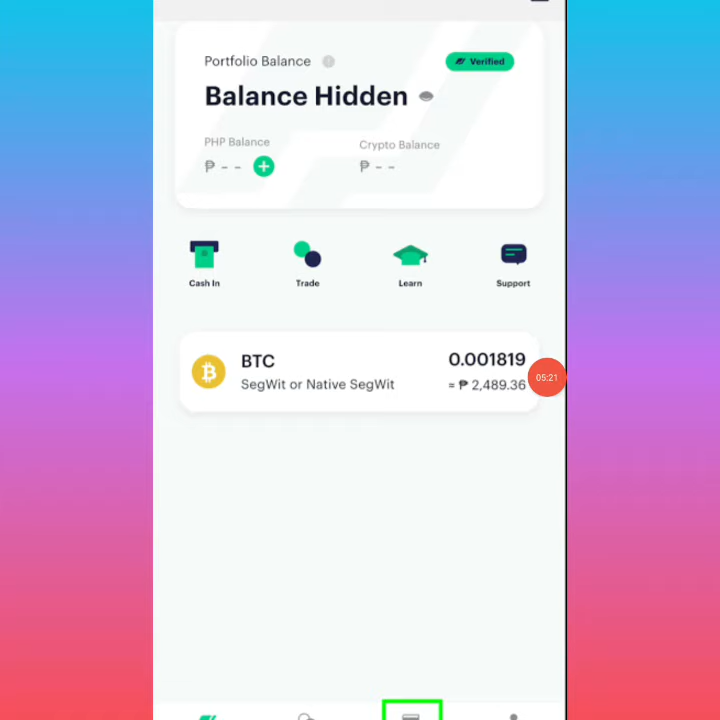 Portfolio Balance
Verified
Balance Hidden
PHP Balance
Crypto Balance
₱ - -
₱ - -
Cash In
Trade
Learn
Support
BTC
0.001819
SegWit or Native SegWit
≈ ₱ 2,489.36
05:21